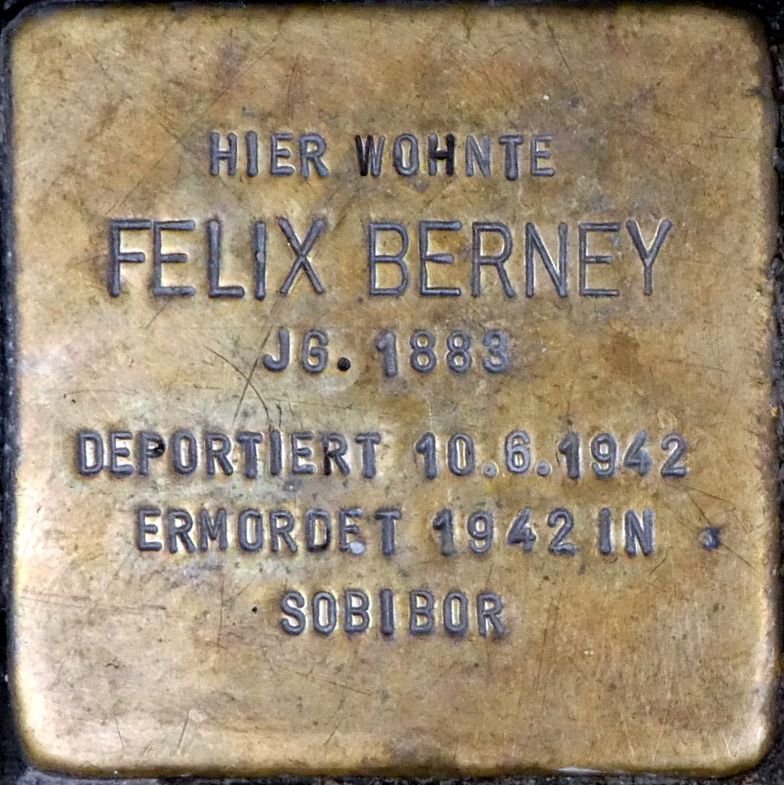 HIER WOHNTE
FELIX BERNEY
JG. 1883
DEPORTIERT 10.6.1942
ERMORDET 1942 IN
SOBIBOR